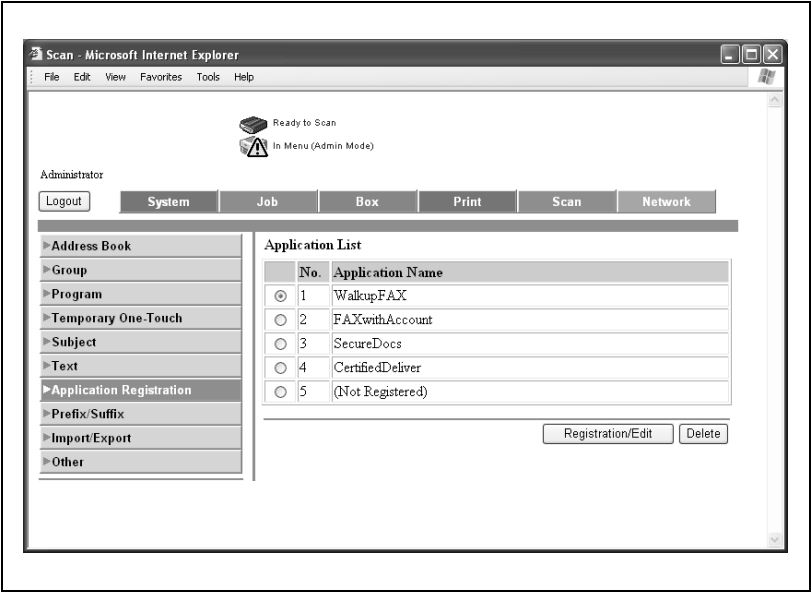 Scan - Microsoft Internet Explorer
File Edit View Favorites Tools Help
Ready to Scan
In Menu (Admin Mode)
Administrator
Logout System Job Box Print Scan Network
Address Book
Group
Program
Temporary One-Touch
Subject
Text
Application Registration
Prefix/Suffix
Import/Export
Other
Application List
No. Application Name
1 WalkupFAX
2 FAXwithAccount
3 SecureDocs
4 CertifiedDeliver
5 (Not Registered)
Registration/Edit Delete